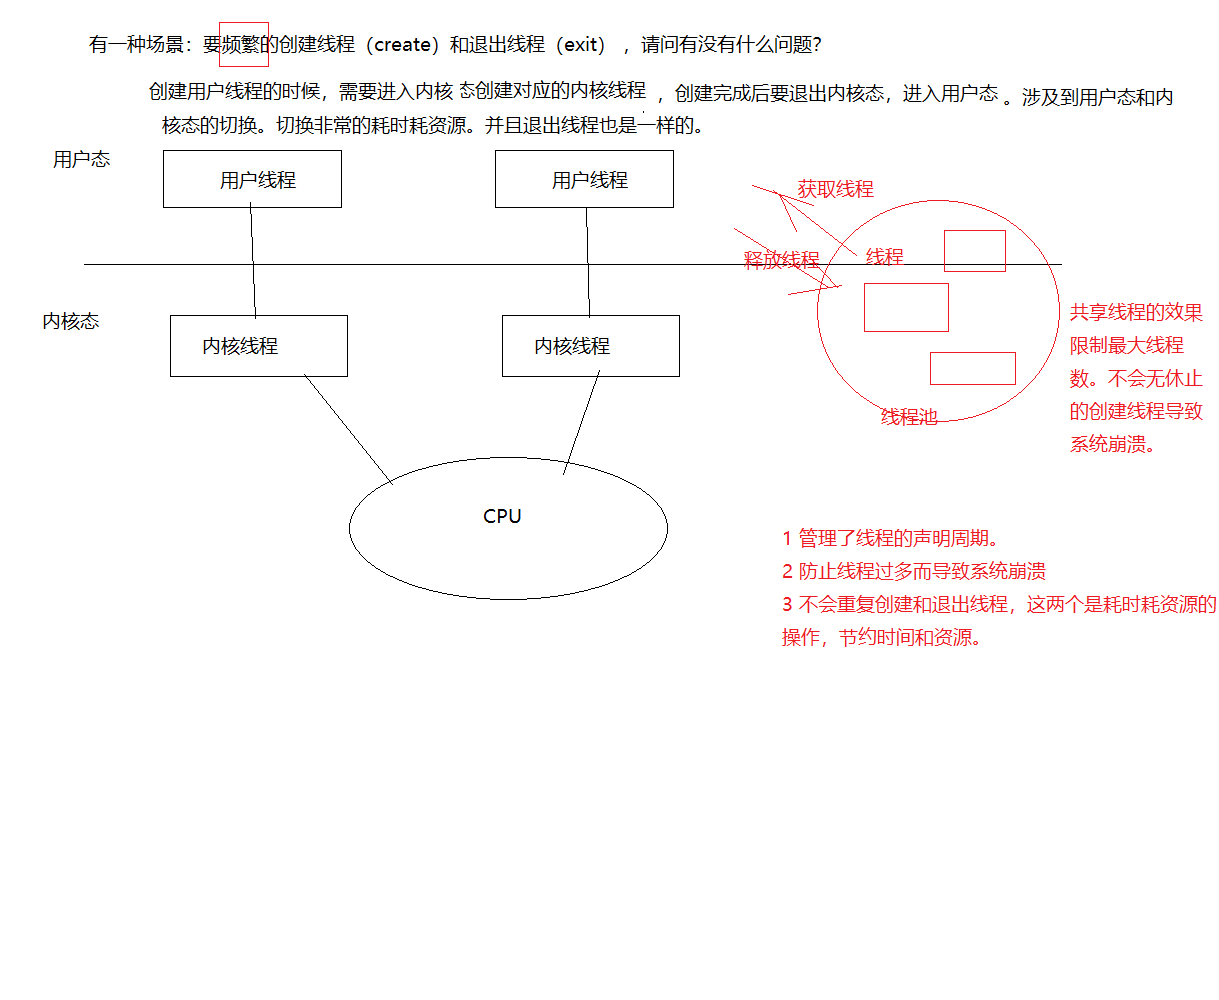 有一种场景：要频繁的创建线程（create）和退出线程（exit），请问有没有什么问题？
创建用户线程的时候，需要进入内核 态创建对应的内核线程 ，创建完成后要退出内核态，进入用户态 。涉及到用户态和内
核态的切换。切换非常的耗时耗资源。并且退出线程也是一样的。
用户态
用户线程
用户线程
获取线程
释放线程
线程
内核态
内核线程
内核线程
共享线程的效果
限制最大线程
数。不会无休止
的创建线程导致
系统崩溃。
线程池
CPU
1 管理了线程的声明周期。
2 防止线程过多而导致系统崩溃
3 不会重复创建和退出线程，这两个是耗时耗资源的
操作，节约时间和资源。